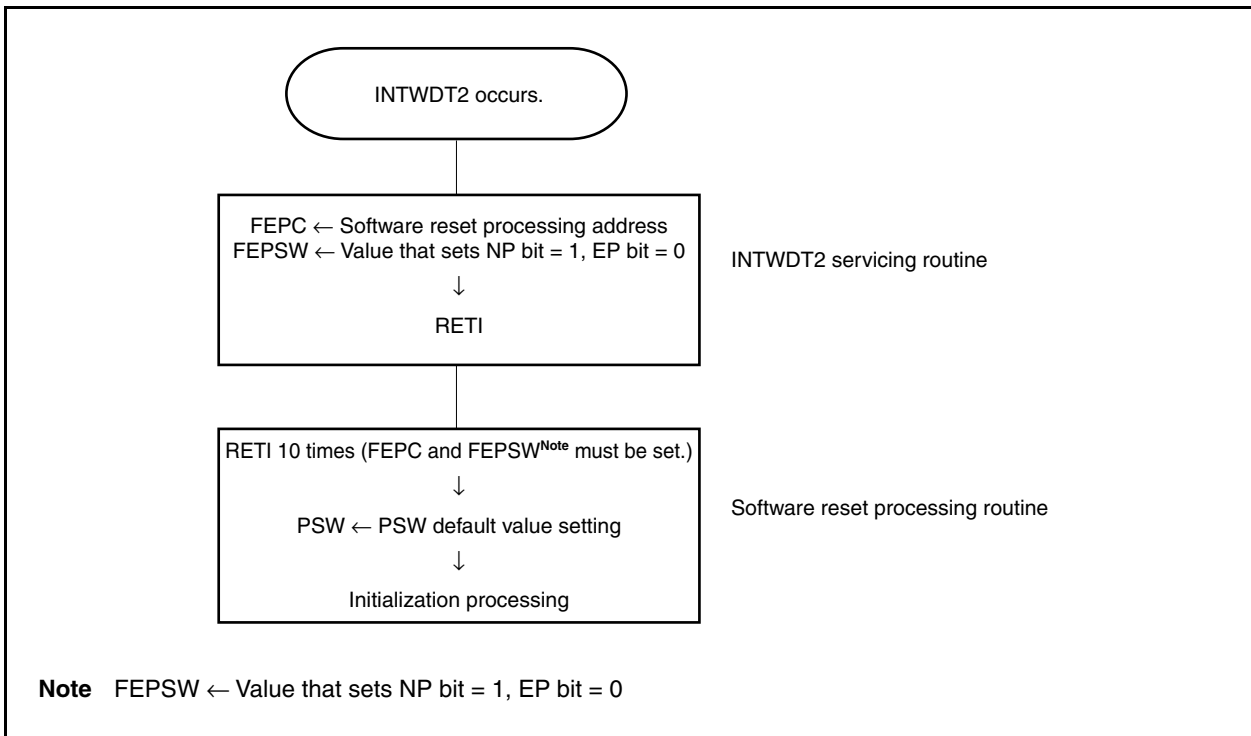 INTWDT2 occurs.
FEPC ← Software reset processing address
FEPSW ← Value that sets NP bit = 1, EP bit = 0
↓
RETI
INTWDT2 servicing routine
RETI 10 times (FEPC and FEPSWNote must be set.)
↓
PSW ← PSW default value setting
↓
Initialization processing
Software reset processing routine
Note FEPSW ← Value that sets NP bit = 1, EP bit = 0